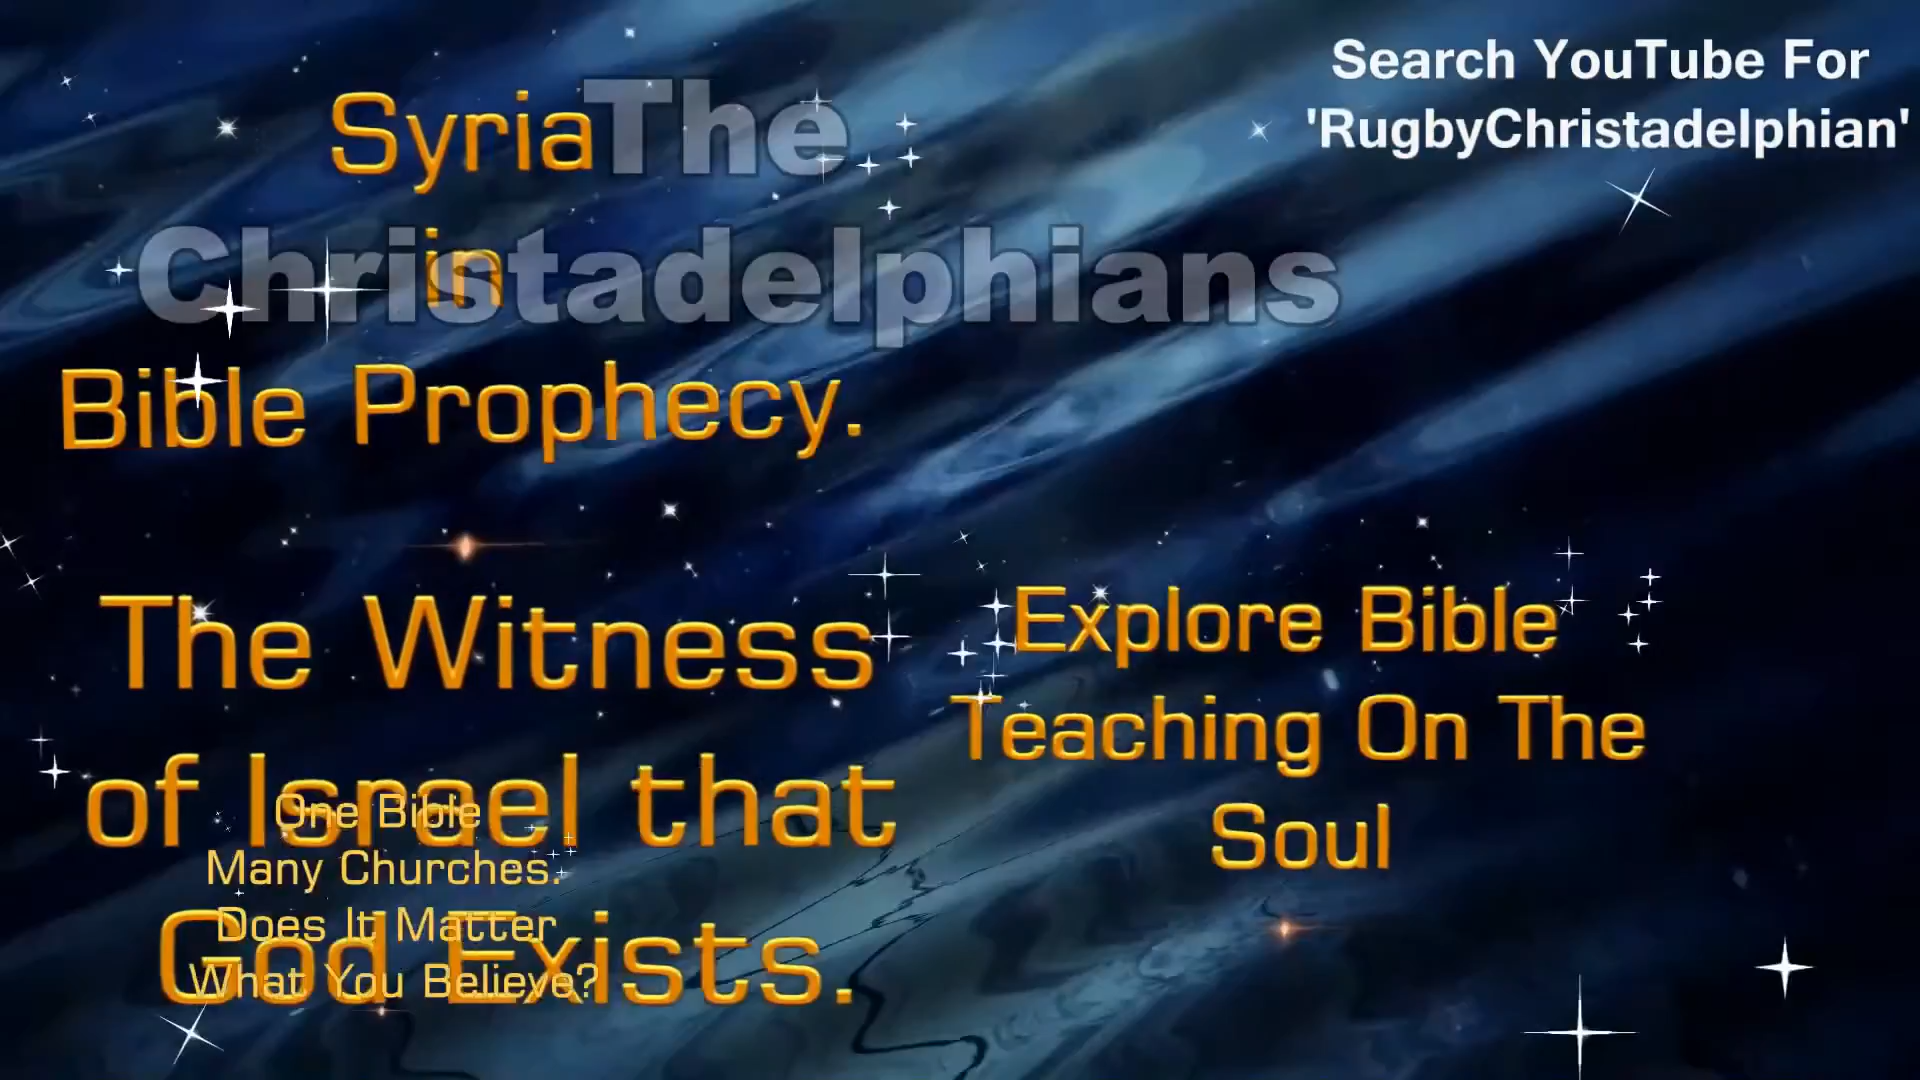 Search YouTube For
'RugbyChristadelphian'
Syria
in
Bible Prophecy.
The
Christadelphians
The Witness
of Israel that
God Exists.
One Bible
Many Churches.
Does It Matter
What You Believe?
Explore Bible
Teaching On The
Soul